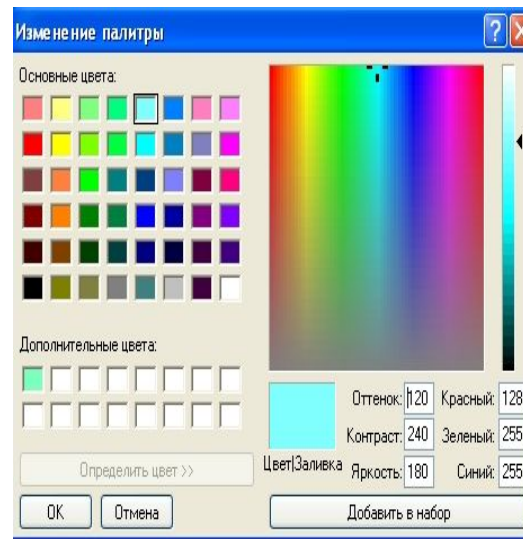 Изменение палитры
?
Основные цвета:
Дополнительные цвета:
Оттенок: 120 Красный: 128
Контраст: 240 Зеленый: 255
Цвет|Заливка Яркость: 180 Синий: 255
Определить цвет >>
OK Отмена Добавить в набор